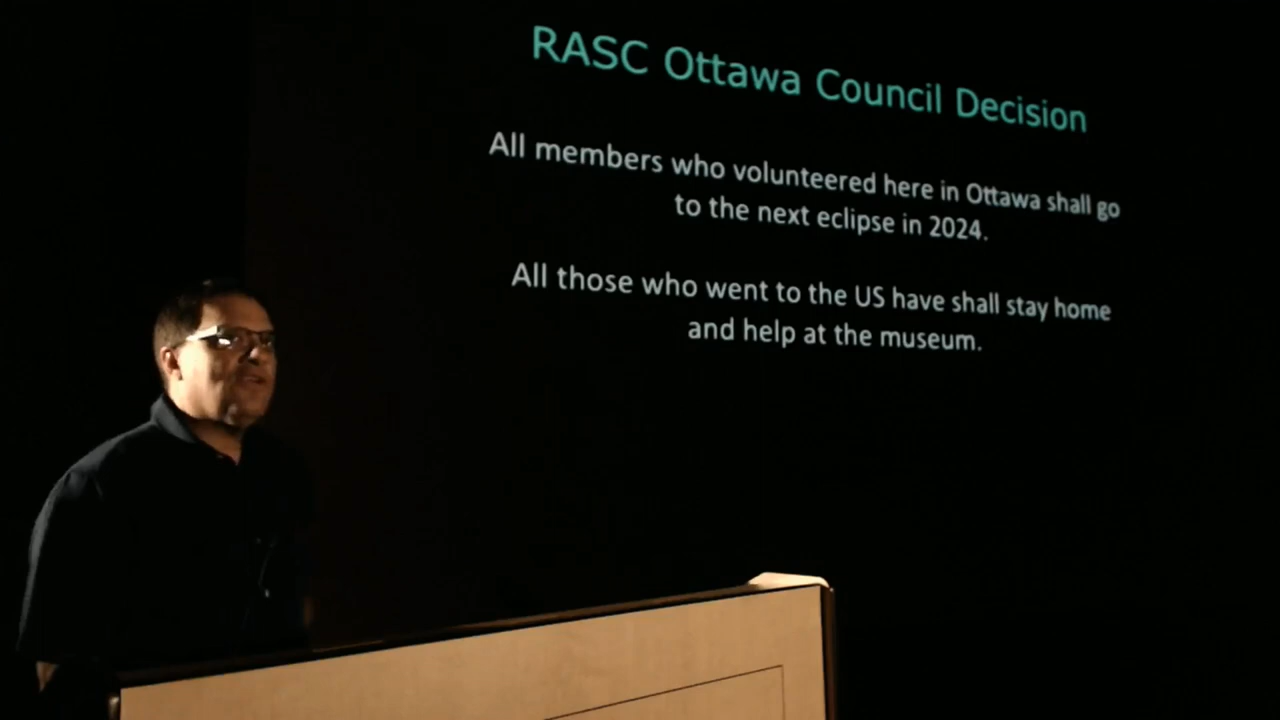 RASC Ottawa Council Decision
All members who volunteered here in Ottawa shall go
to the next eclipse in 2024.
All those who went to the US have shall stay home
and help at the museum.